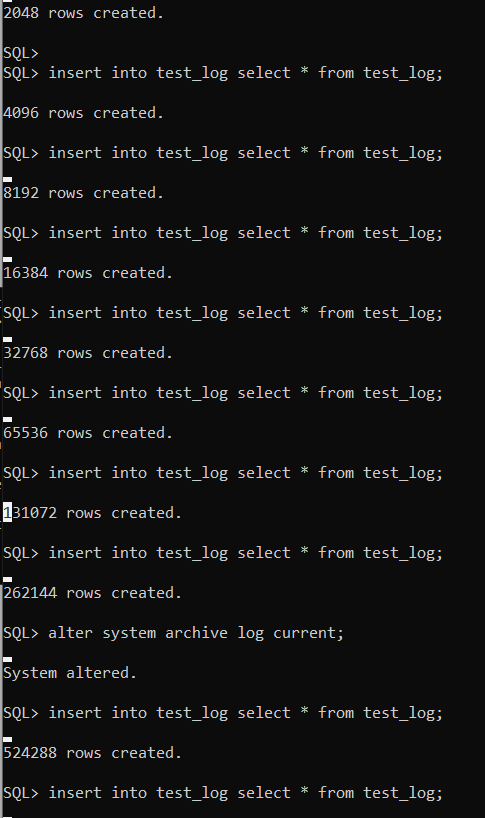 2048 rows created.
SQL>
SQL> insert into test_log select * from test_log;
4096 rows created.
SQL> insert into test_log select * from test_log;
8192 rows created.
SQL> insert into test_log select * from test_log;
16384 rows created.
SQL> insert into test_log select * from test_log;
32768 rows created.
SQL> insert into test_log select * from test_log;
65536 rows created.
SQL> insert into test_log select * from test_log;
131072 rows created.
SQL> insert into test_log select * from test_log;
262144 rows created.
SQL> alter system archive log current;
System altered.
SQL> insert into test_log select * from test_log;
524288 rows created.
SQL> insert into test_log select * from test_log;